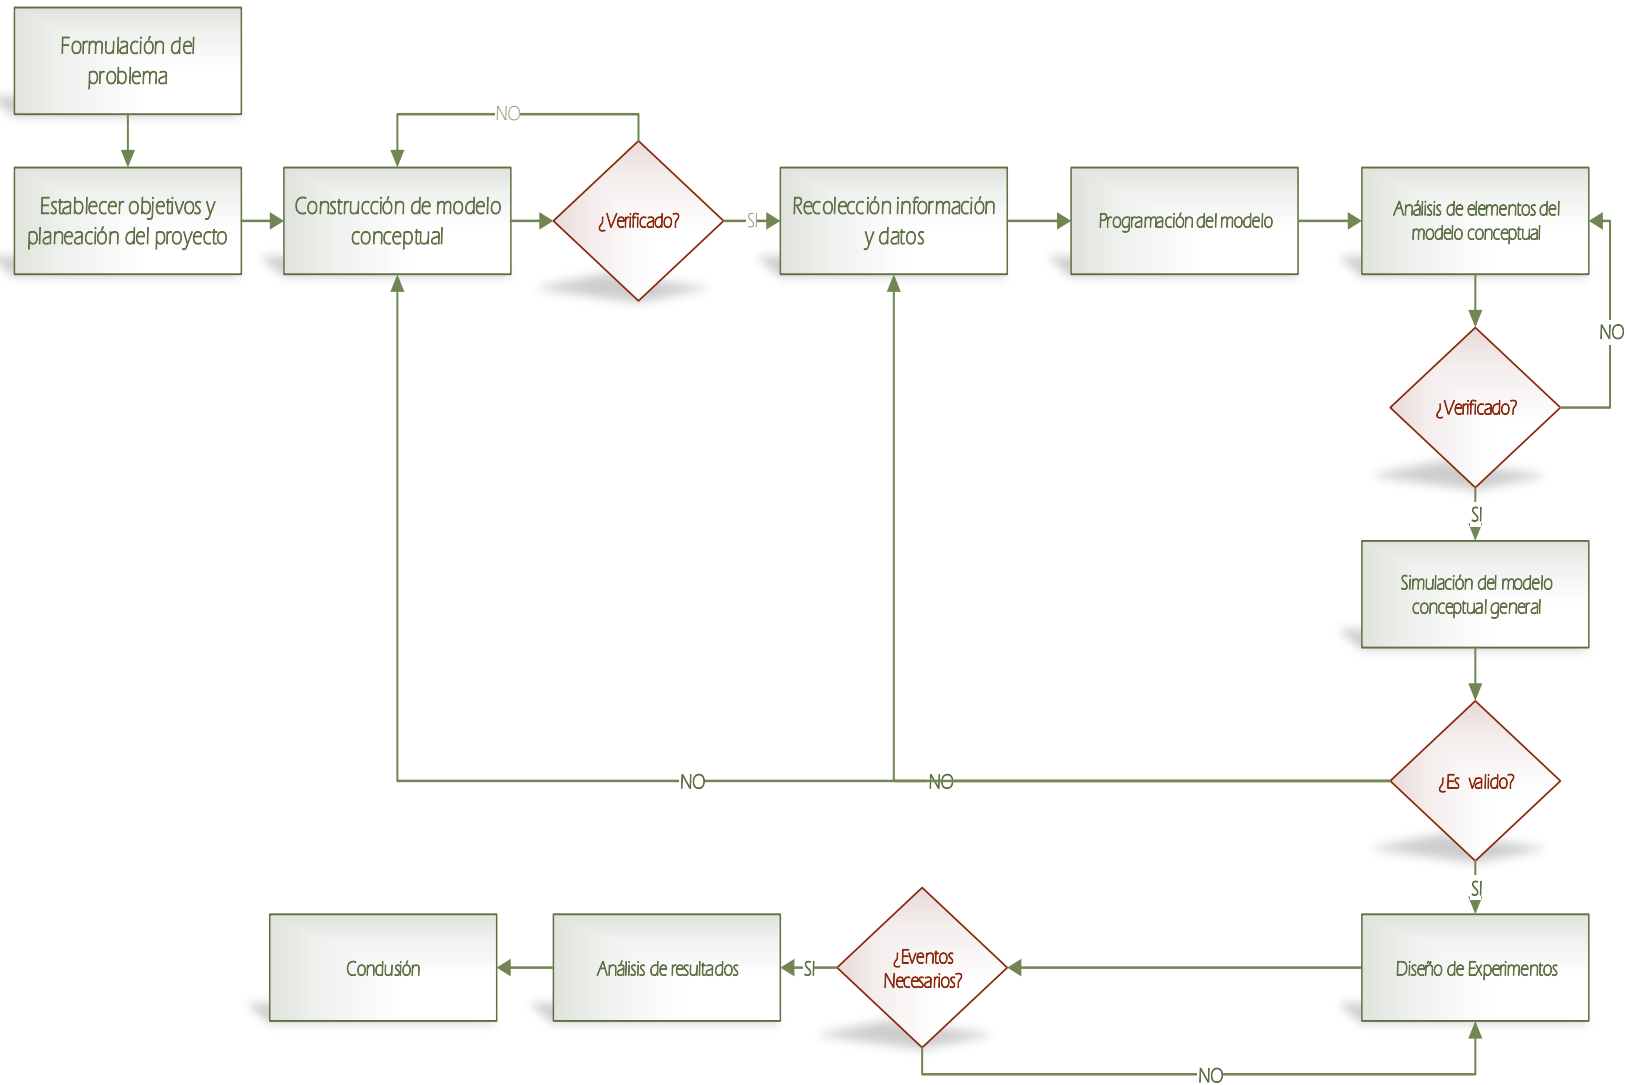 Formulación del
problema
NO
Establecer objetivos y
planeación del proyecto
Construcción de modelo
conceptual
¿Verificado?
SI
Recolección información
y datos
Programación del modelo
Análisis de elementos del
modelo conceptual
NO
¿Verificado?
SI
Simulación del modelo
conceptual general
NO
NO
¿Es valido?
SI
Conclusión
Análisis de resultados
SI
¿Eventos
Necesarios?
Diseño de Experimentos
NO